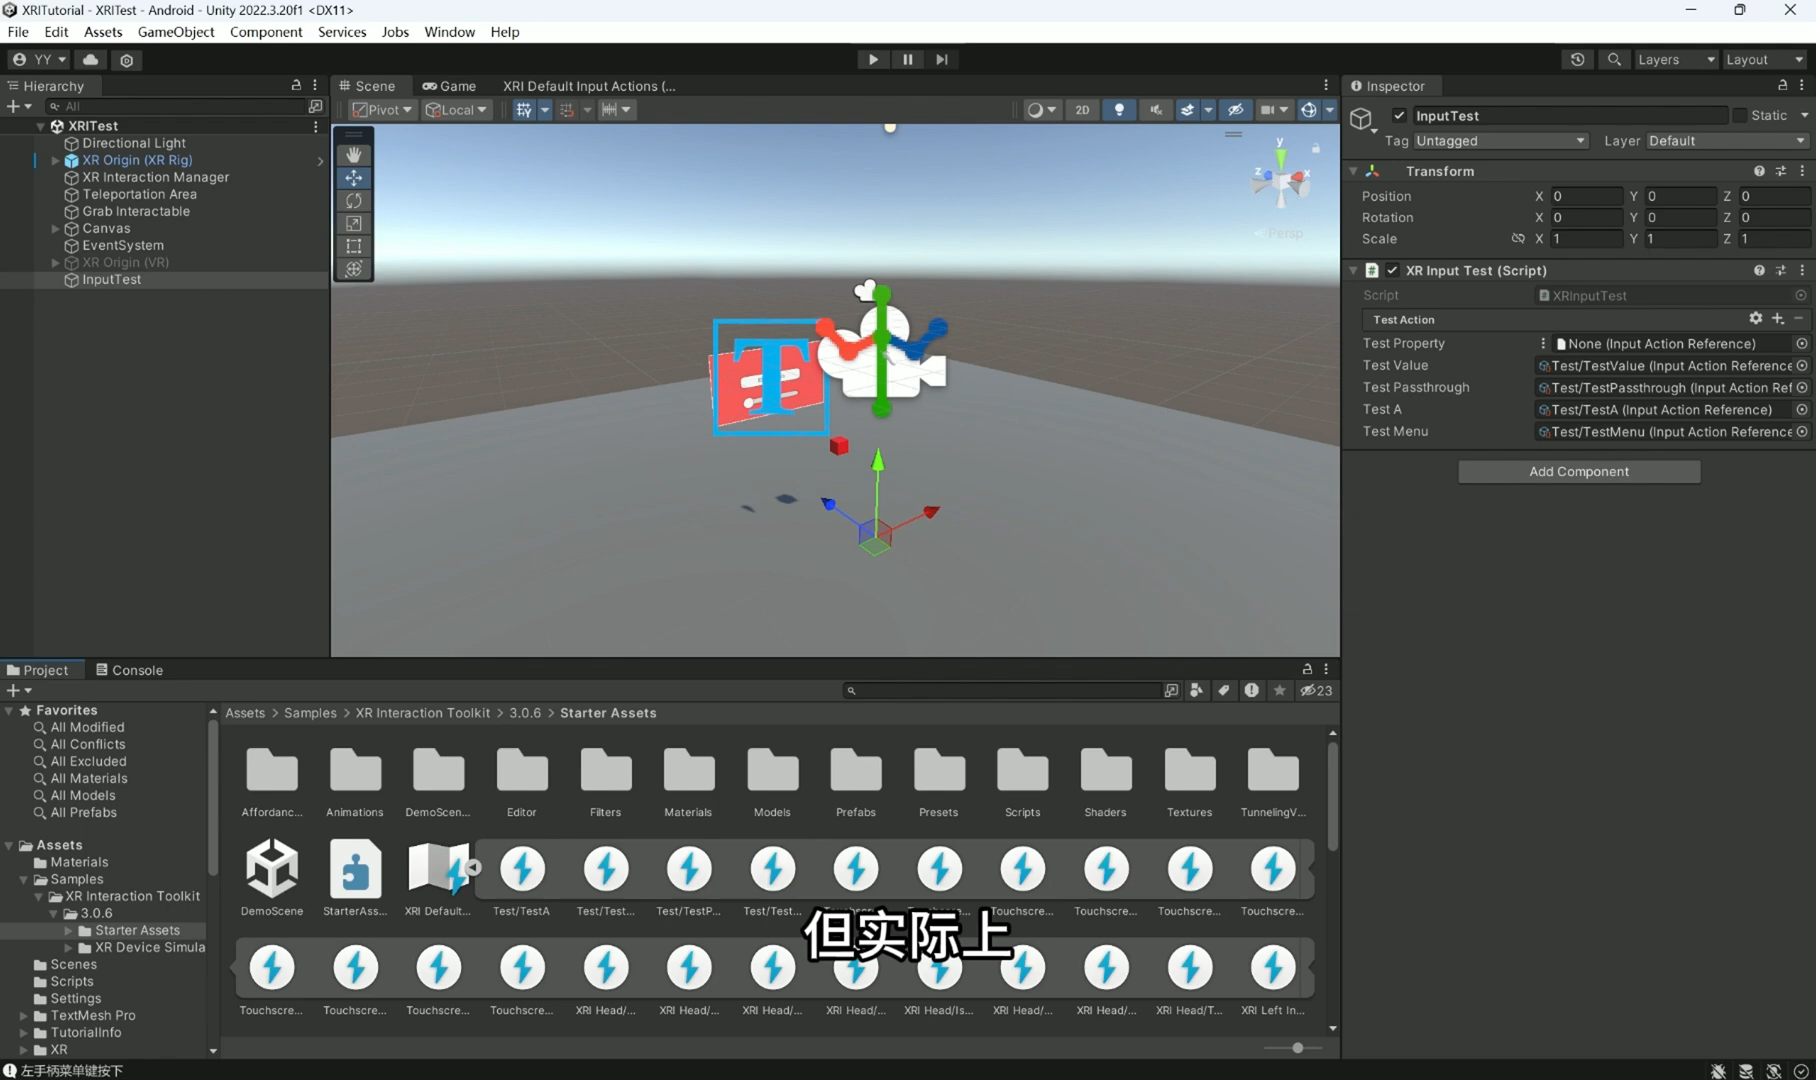 XRITutorial - XRITest - Android - Unity 2022.3.20f1 <DX11>
File Edit Assets GameObject Component Services Jobs Window Help
YY Layers Layout
Hierarchy
All
XRITest
Directional Light
XR Origin (XR Rig)
XR Interaction Manager
Teleportation Area
Grab Interactable
Canvas
EventSystem
XR Origin (VR)
InputTest
Scene Game XRI Default Input Actions (...
Pivot Local 2D
y
z x
Persp
T
Inspector
InputTest Static
Tag Untagged Layer Default
Transform
Position X 0 Y 0 Z 0
Rotation X 0 Y 0 Z 0
Scale X 1 Y 1 Z 1
XR Input Test (Script)
Script XRInputTest
Test Action
Test Property None (Input Action Reference)
Test Value Test/TestValue (Input Action Reference
Test Passthrough Test/TestPassthrough (Input Action Ref
Test A Test/TestA (Input Action Reference)
Test Menu Test/TestMenu (Input Action Reference
Add Component
Project Console
23
Favorites
All Modified
All Conflicts
All Excluded
All Materials
All Models
All Prefabs
Assets
Materials
Samples
XR Interaction Toolkit
3.0.6
Starter Assets
XR Device Simula
Scenes
Scripts
Settings
TextMesh Pro
TutorialInfo
XR
Assets > Samples > XR Interaction Toolkit > 3.0.6 > Starter Assets
Affordanc... Animations DemoScen... Editor Filters Materials Models Prefabs Presets Scripts Shaders Textures TunnelingV...
DemoScene StarterAss... XRI Default... Test/TestA Test/Test... Test/TestP... Test/Test... Touchscre... Touchscre... Touchscre... Touchscre... Touchscre...
但实际上
Touchscre... Touchscre... Touchscre... Touchscre... XRI Head/... XRI Head/... XRI Head/... XRI Head/... XRI Head/Is... XRI Head/... XRI Head/... XRI Head/T... XRI Left In...
左手柄菜单键按下